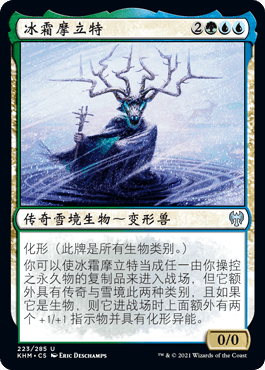 冰霜摩立特 2
传奇雪境生物～变形兽
化形（此牌是所有生物类别。）
你可以使冰霜摩立特当成任一由你操控
之永久物的复制品来进入战场，但它额
外具有传奇与雪境此两种类别，且如果
它是生物，则它进战场时上面额外有两
个 +1/+1 指示物并具有化形异能。
0/0
223/285 U
KHM • CS ERIC DESCHAMPS
™ & © 2021 Wizards of the Coast